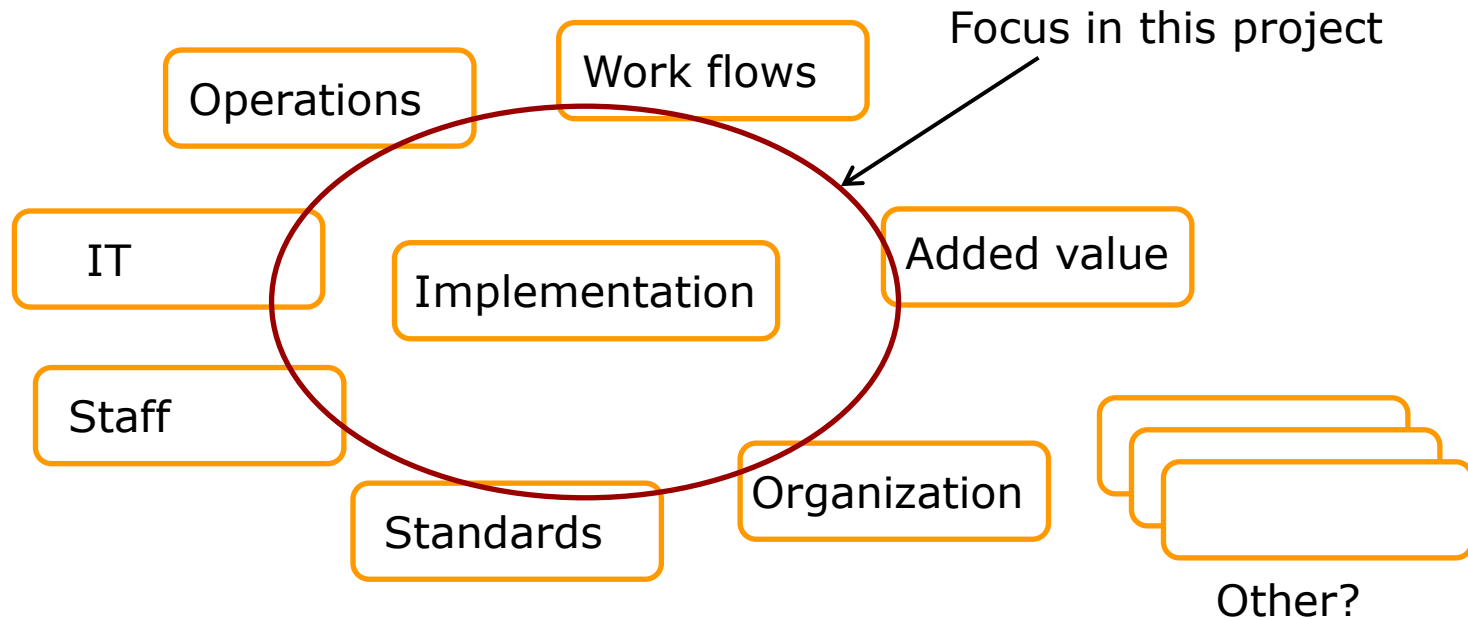 Focus in this project
Work flows
Operations
Added value
IT
Implementation
Staff
Organization
Standards
Other?